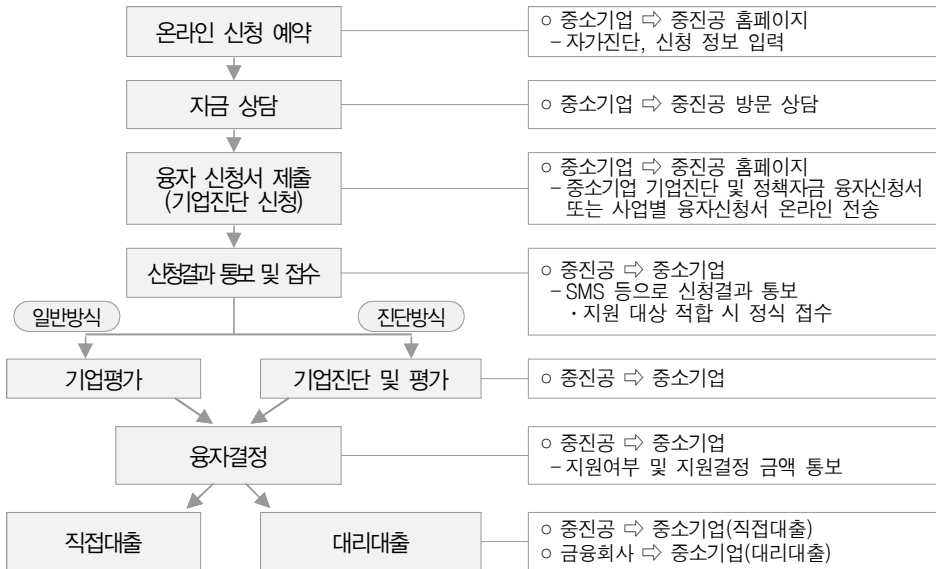 온라인 신청 예약
○ 중소기업 ⇨ 중진공 홈페이지
– 자가진단, 신청 정보 입력
자금 상담
○ 중소기업 ⇨ 중진공 방문 상담
융자 신청서 제출
(기업진단 신청)
○ 중소기업 ⇨ 중진공 홈페이지
– 중소기업 기업진단 및 정책자금 융자신청서
또는 사업별 융자신청서 온라인 전송
신청결과 통보 및 접수
○ 중진공 ⇨ 중소기업
– SMS 등으로 신청결과 통보
· 지원 대상 적합 시 정식 접수
일반방식
진단방식
기업평가
기업진단 및 평가
○ 중진공 ⇨ 중소기업
융자결정
○ 중진공 ⇨ 중소기업
– 지원여부 및 지원결정 금액 통보
직접대출
대리대출
○ 중진공 ⇨ 중소기업(직접대출)
○ 금융회사 ⇨ 중소기업(대리대출)